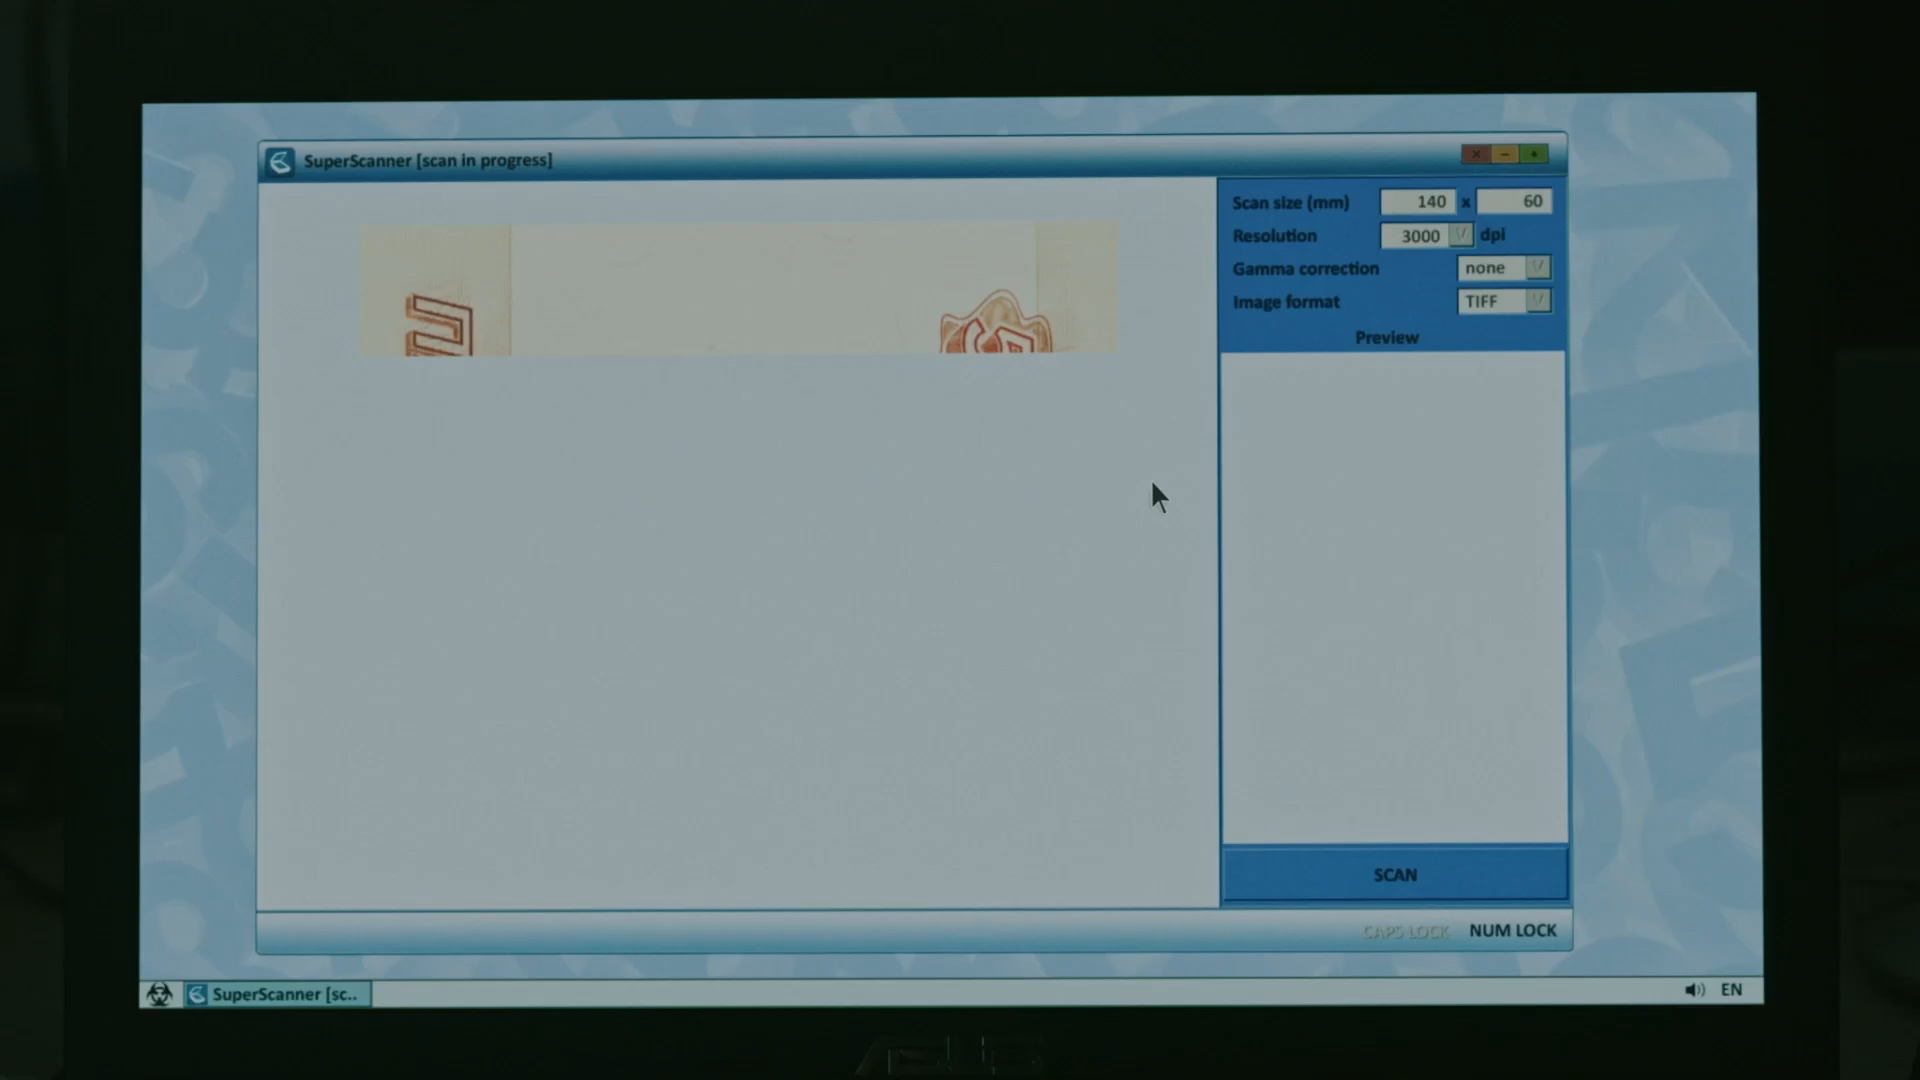 SuperScanner [scan in progress]
Scan size (mm) 140 x 60
Resolution 3000 dpi
Gamma correction none
Image format TIFF
Preview
SCAN
CAPS LOCK NUM LOCK
SuperScanner [sc..
EN
ASUS